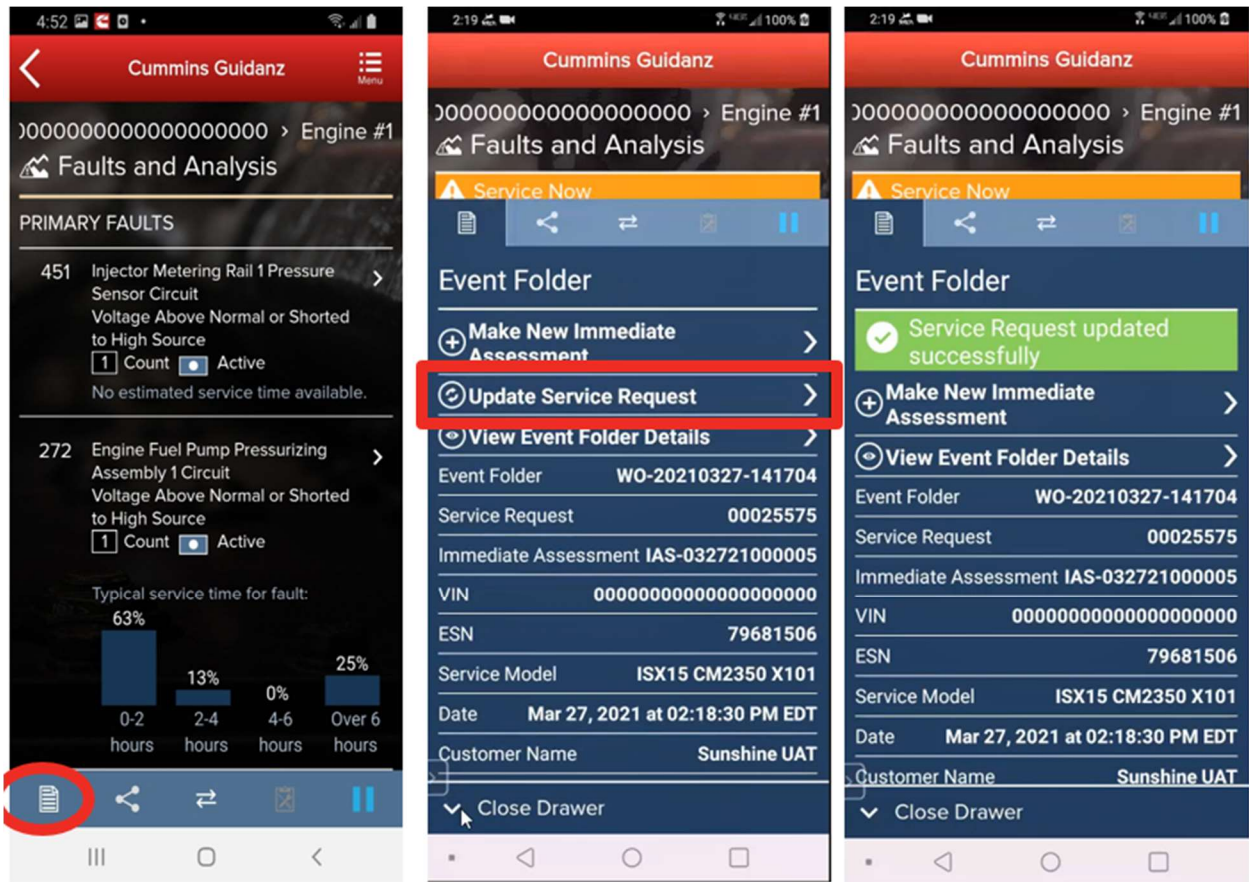 4:52
Cummins Guidanz
Menu
00000000000000000000 > Engine #1
Faults and Analysis
PRIMARY FAULTS
451 Injector Metering Rail 1 Pressure
Sensor Circuit
Voltage Above Normal or Shorted
to High Source
1 Count Active
No estimated service time available.
272 Engine Fuel Pump Pressurizing
Assembly 1 Circuit
Voltage Above Normal or Shorted
to High Source
1 Count Active
Typical service time for fault:
63%
13%
0%
25%
0-2 2-4 4-6 Over 6
hours hours hours hours
2:19 100%
Cummins Guidanz
00000000000000000000 > Engine #1
Faults and Analysis
Service Now
Event Folder
Make New Immediate
Assessment
Update Service Request
View Event Folder Details
Event Folder WO-20210327-141704
Service Request 00025575
Immediate Assessment IAS-032721000005
VIN 00000000000000000000
ESN 79681506
Service Model ISX15 CM2350 X101
Date Mar 27, 2021 at 02:18:30 PM EDT
Customer Name Sunshine UAT
Close Drawer
2:19 100%
Cummins Guidanz
00000000000000000000 > Engine #1
Faults and Analysis
Service Now
Event Folder
Service Request updated
successfully
Make New Immediate
Assessment
View Event Folder Details
Event Folder WO-20210327-141704
Service Request 00025575
Immediate Assessment IAS-032721000005
VIN 00000000000000000000
ESN 79681506
Service Model ISX15 CM2350 X101
Date Mar 27, 2021 at 02:18:30 PM EDT
Customer Name Sunshine UAT
Close Drawer